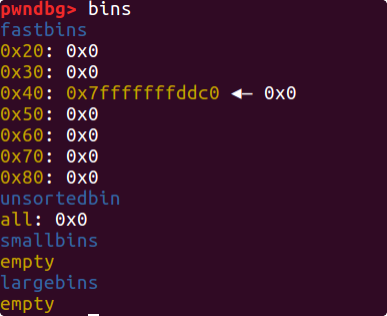 pwndbg> bins
fastbins
0x20: 0x0
0x30: 0x0
0x40: 0x7fffffffddc0 ◂— 0x0
0x50: 0x0
0x60: 0x0
0x70: 0x0
0x80: 0x0
unsortedbin
all: 0x0
smallbins
empty
largebins
empty